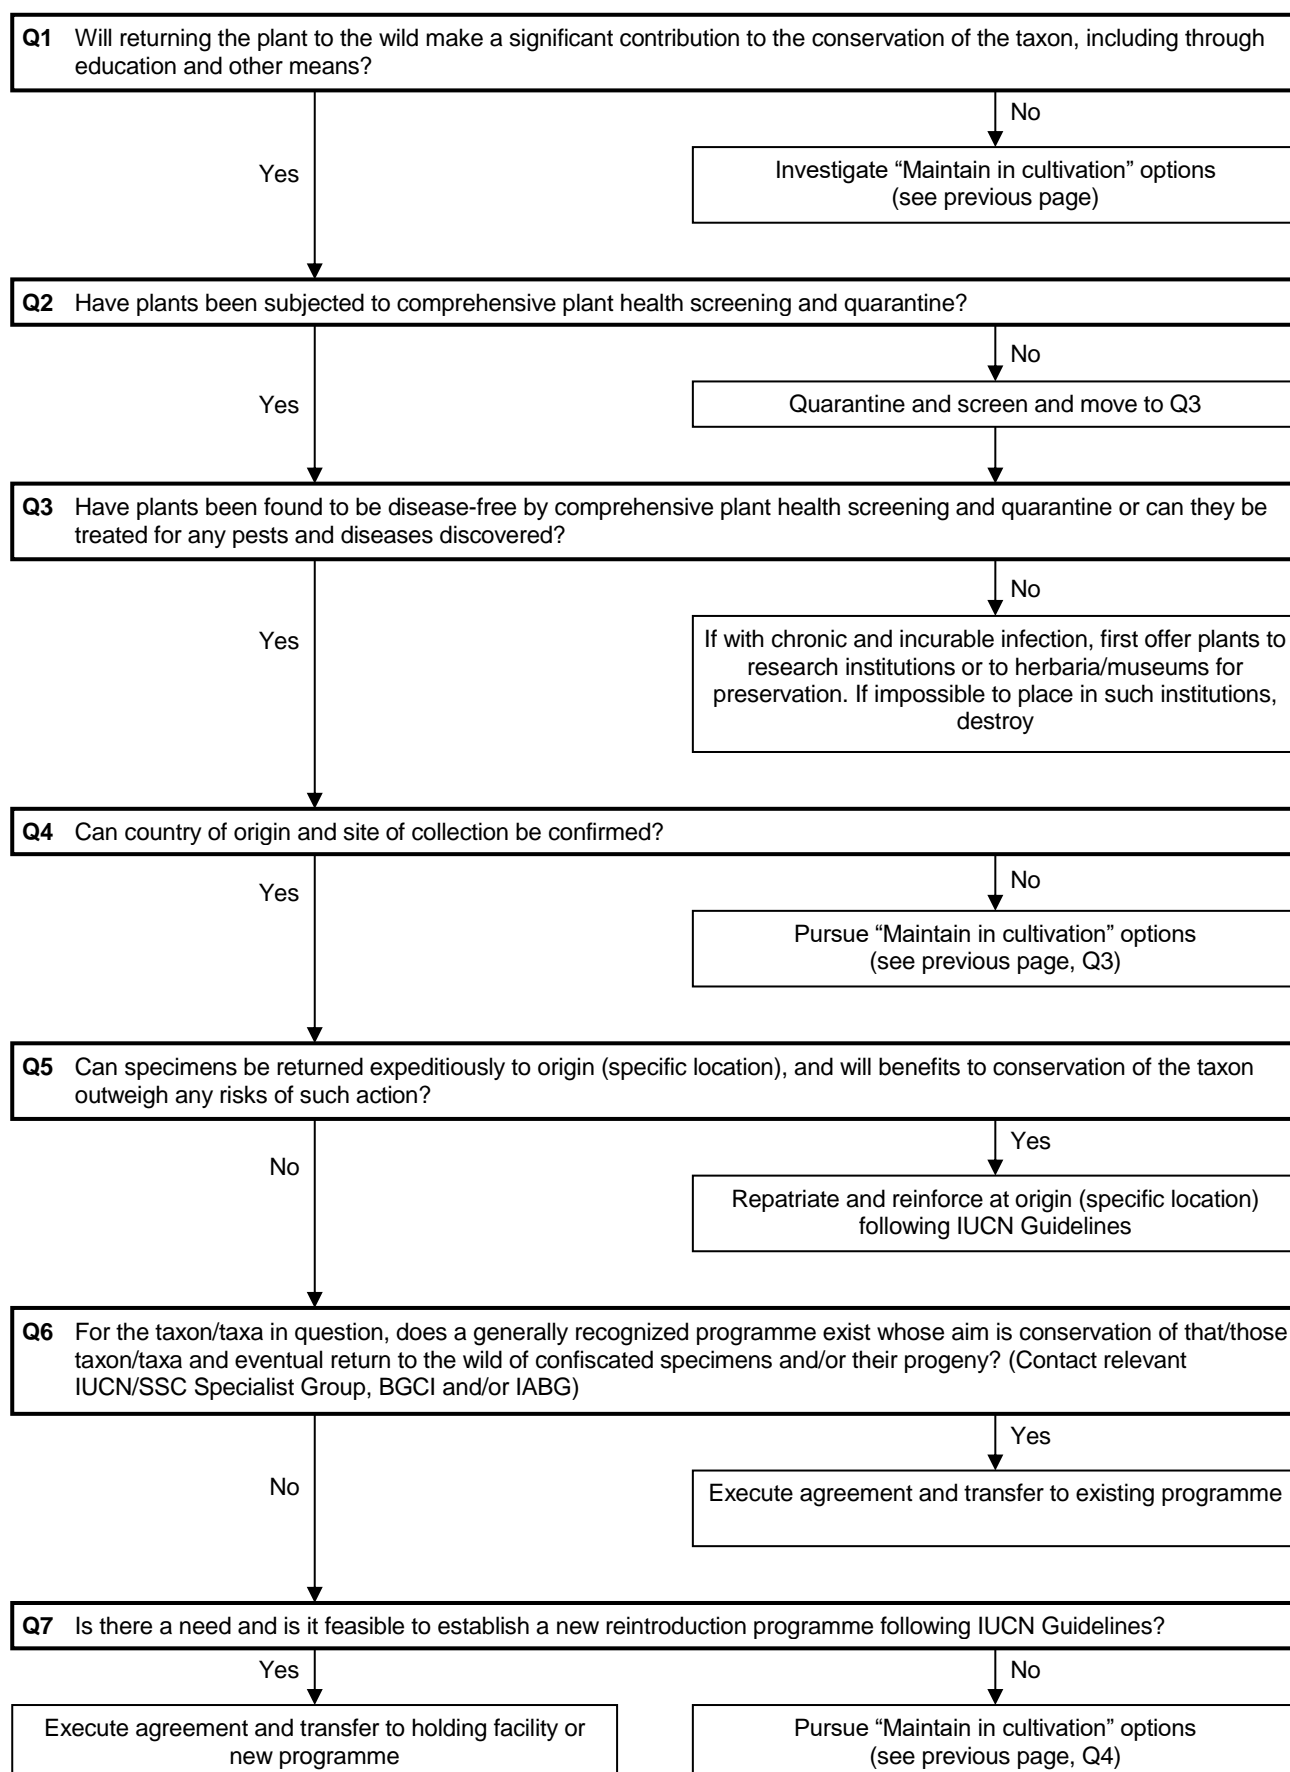 Q1 Will returning the plant to the wild make a significant contribution to the conservation of the taxon, including through
education and other means?
No
Yes
Investigate “Maintain in cultivation” options
(see previous page)
Q2 Have plants been subjected to comprehensive plant health screening and quarantine?
No
Yes
Quarantine and screen and move to Q3
Q3 Have plants been found to be disease-free by comprehensive plant health screening and quarantine or can they be
treated for any pests and diseases discovered?
No
Yes
If with chronic and incurable infection, first offer plants to
research institutions or to herbaria/museums for
preservation. If impossible to place in such institutions,
destroy
Q4 Can country of origin and site of collection be confirmed?
No
Yes
Pursue “Maintain in cultivation” options
(see previous page, Q3)
Q5 Can specimens be returned expeditiously to origin (specific location), and will benefits to conservation of the taxon
outweigh any risks of such action?
Yes
No
Repatriate and reinforce at origin (specific location)
following IUCN Guidelines
Q6 For the taxon/taxa in question, does a generally recognized programme exist whose aim is conservation of that/those
taxon/taxa and eventual return to the wild of confiscated specimens and/or their progeny? (Contact relevant
IUCN/SSC Specialist Group, BGCI and/or IABG)
Yes
No
Execute agreement and transfer to existing programme
Q7 Is there a need and is it feasible to establish a new reintroduction programme following IUCN Guidelines?
Yes
No
Execute agreement and transfer to holding facility or
new programme
Pursue “Maintain in cultivation” options
(see previous page, Q4)